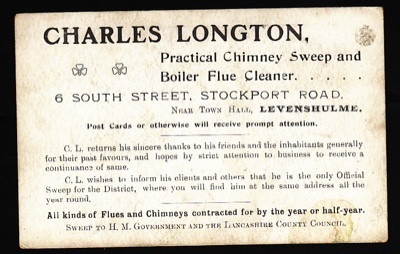 CHARLES LONGTON,
Practical Chimney Sweep and
Boiler Flue Cleaner. . . . .
6 SOUTH STREET, STOCKPORT ROAD,
NEAR TOWN HALL, LEVENSHULME.
Post Cards or otherwise will receive prompt attention.
C. L. returns his sincere thanks to his friends and the inhabitants generally
for their past favours, and hopes by strict attention to business to receive a
continuance of same.
C. L. wishes to inform his clients and others that he is the only Official
Sweep for the District, where you will find him at the same address all the
year round.
All kinds of Flues and Chimneys contracted for by the year or half-year.
SWEEP TO H. M. GOVERNMENT AND THE LANCASHIRE COUNTY COUNCIL.